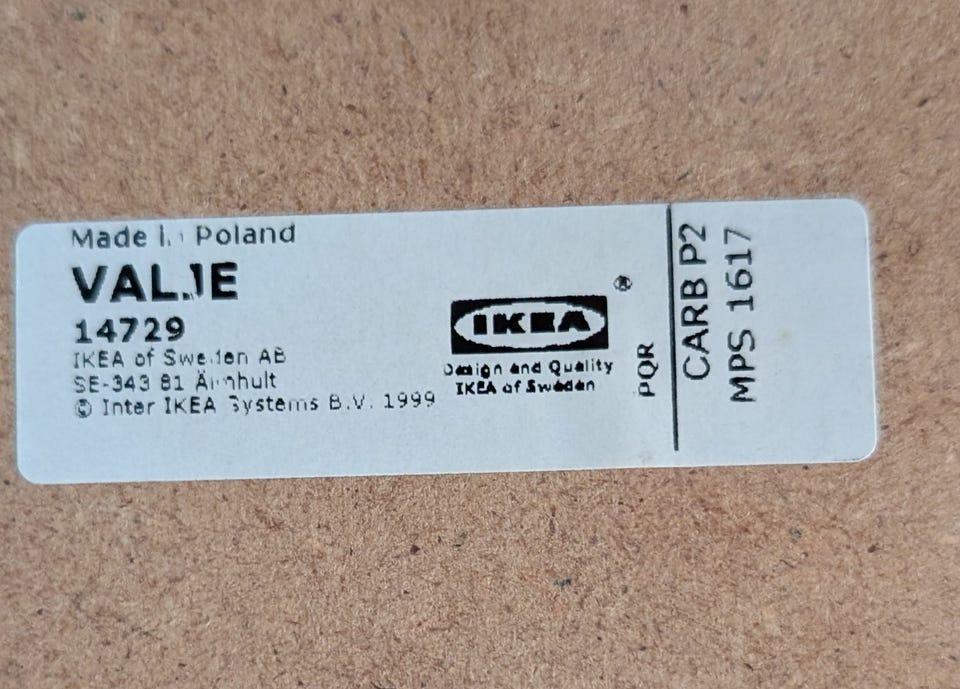 Made in Poland
VALJE
14729
IKEA of Sweden AB
SE-343 81 Älmhult
© Inter IKEA Systems B.V. 1999
IKEA ®
Design and Quality
IKEA of Sweden
PQR
CARB P2
MPS 1617